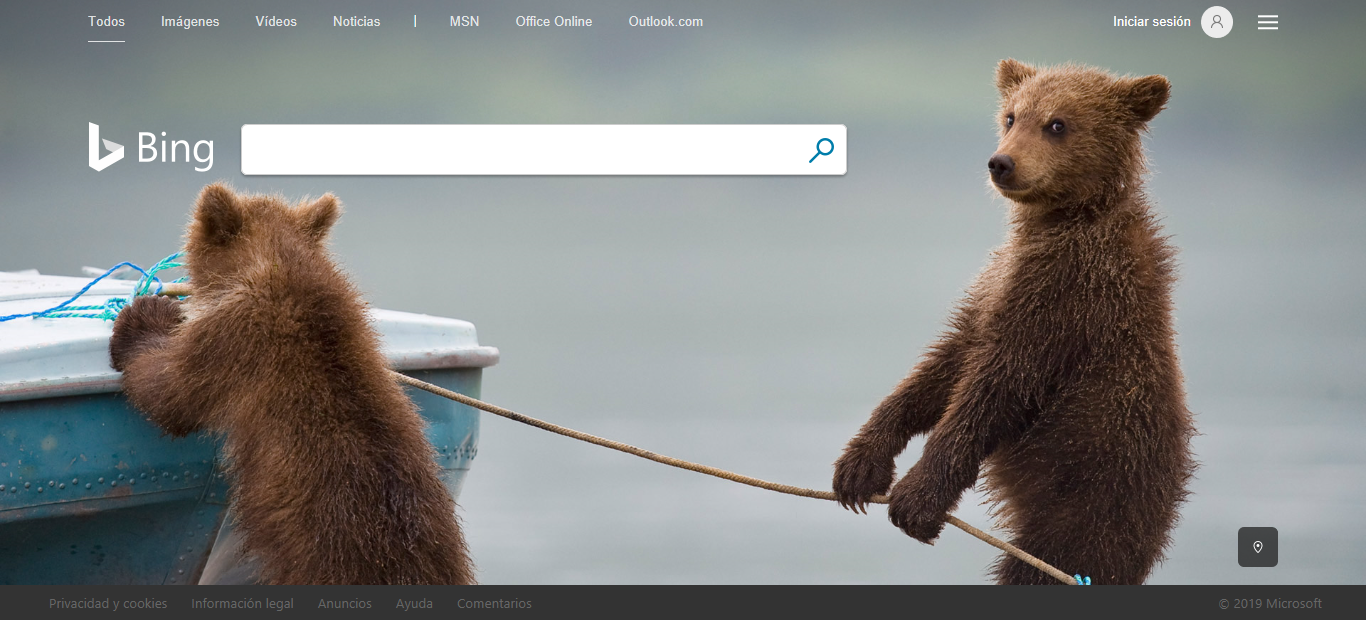 Todos Imágenes Vídeos Noticias | MSN Office Online Outlook.com Iniciar sesión
Bing
Privacidad y cookies Información legal Anuncios Ayuda Comentarios © 2019 Microsoft